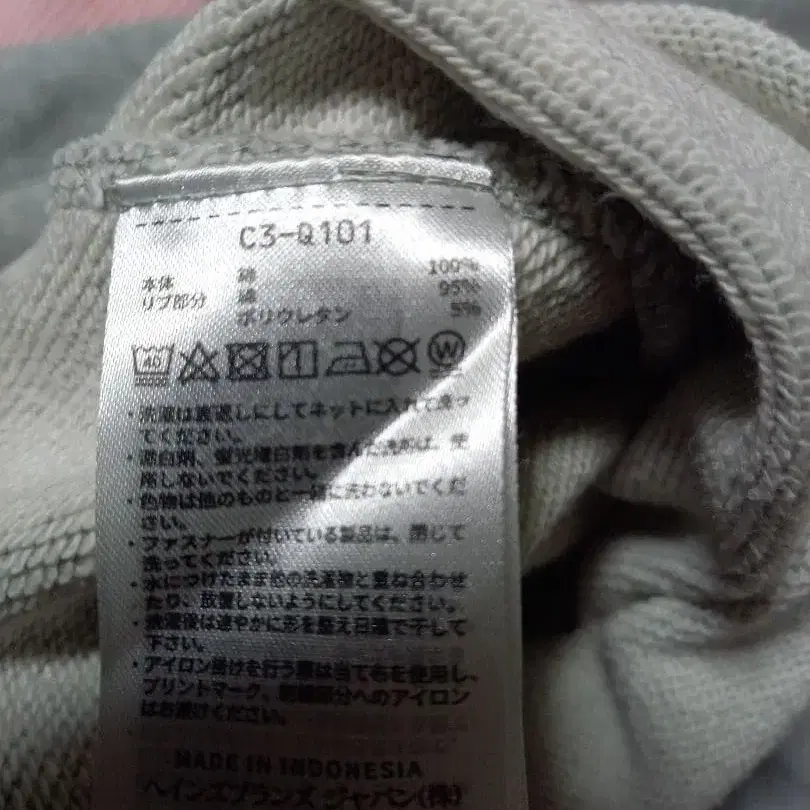 C3-Q101
本体 綿 100%
リブ部分 綿 95%
ポリウレタン 5%
40 W
・洗濯は裏返しにしてネットに入れて洗っ
てください。
・漂白剤、蛍光増白剤を含んだ洗剤は、使
用しないでください。
・色物は他のものと一緒に洗わないでくだ
さい。
・ファスナーが付いている製品は、閉じて
洗ってください。
・水につけたまま他の洗濯物と重ね合わせ
たり、放置しないようにしてください。
・洗濯後は速やかに形を整え日陰で干して
下さい。
・アイロン掛けを行う際は当て布を使用し、
プリントマーク、刺繍部分へのアイロン
はお避けください。
MADE IN INDONESIA
ヘインズブランズ ジャパン(株)